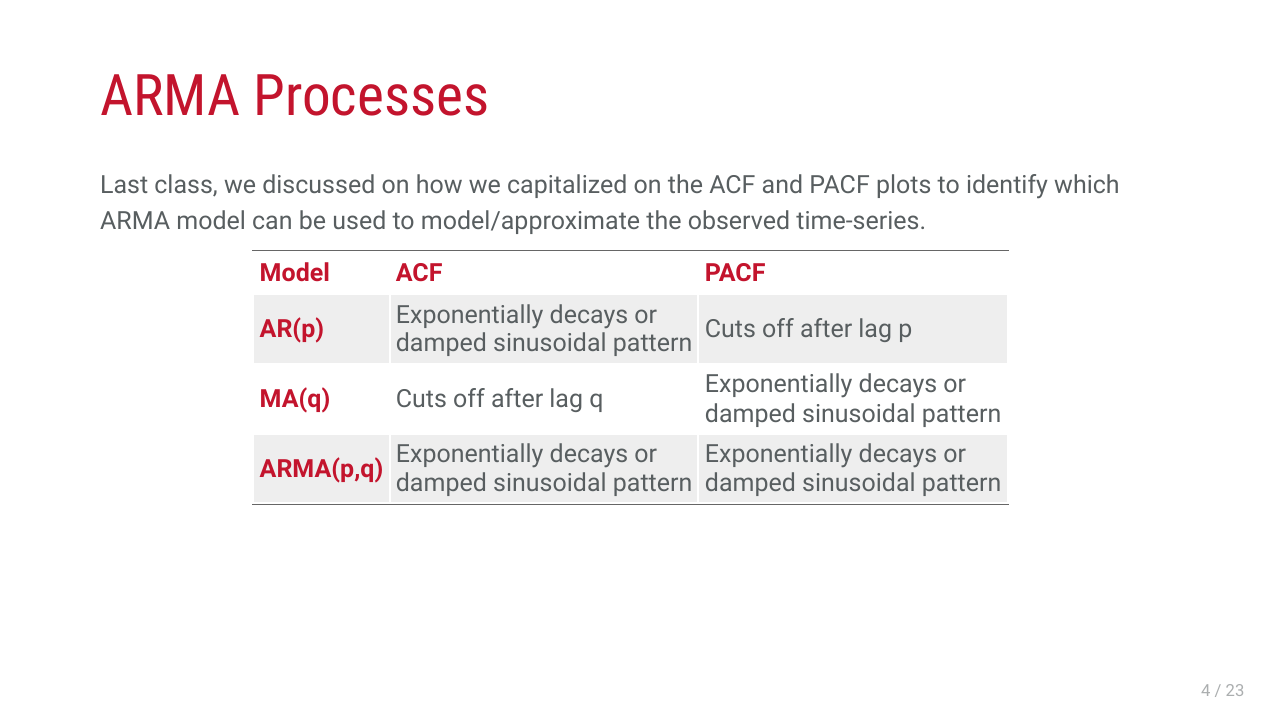 ARMA Processes
Last class, we discussed on how we capitalized on the ACF and PACF plots to identify which
ARMA model can be used to model/approximate the observed time-series.
Model ACF PACF
AR(p) Exponentially decays or damped sinusoidal pattern Cuts off after lag p
MA(q) Cuts off after lag q Exponentially decays or damped sinusoidal pattern
ARMA(p,q) Exponentially decays or damped sinusoidal pattern Exponentially decays or damped sinusoidal pattern
4 / 23